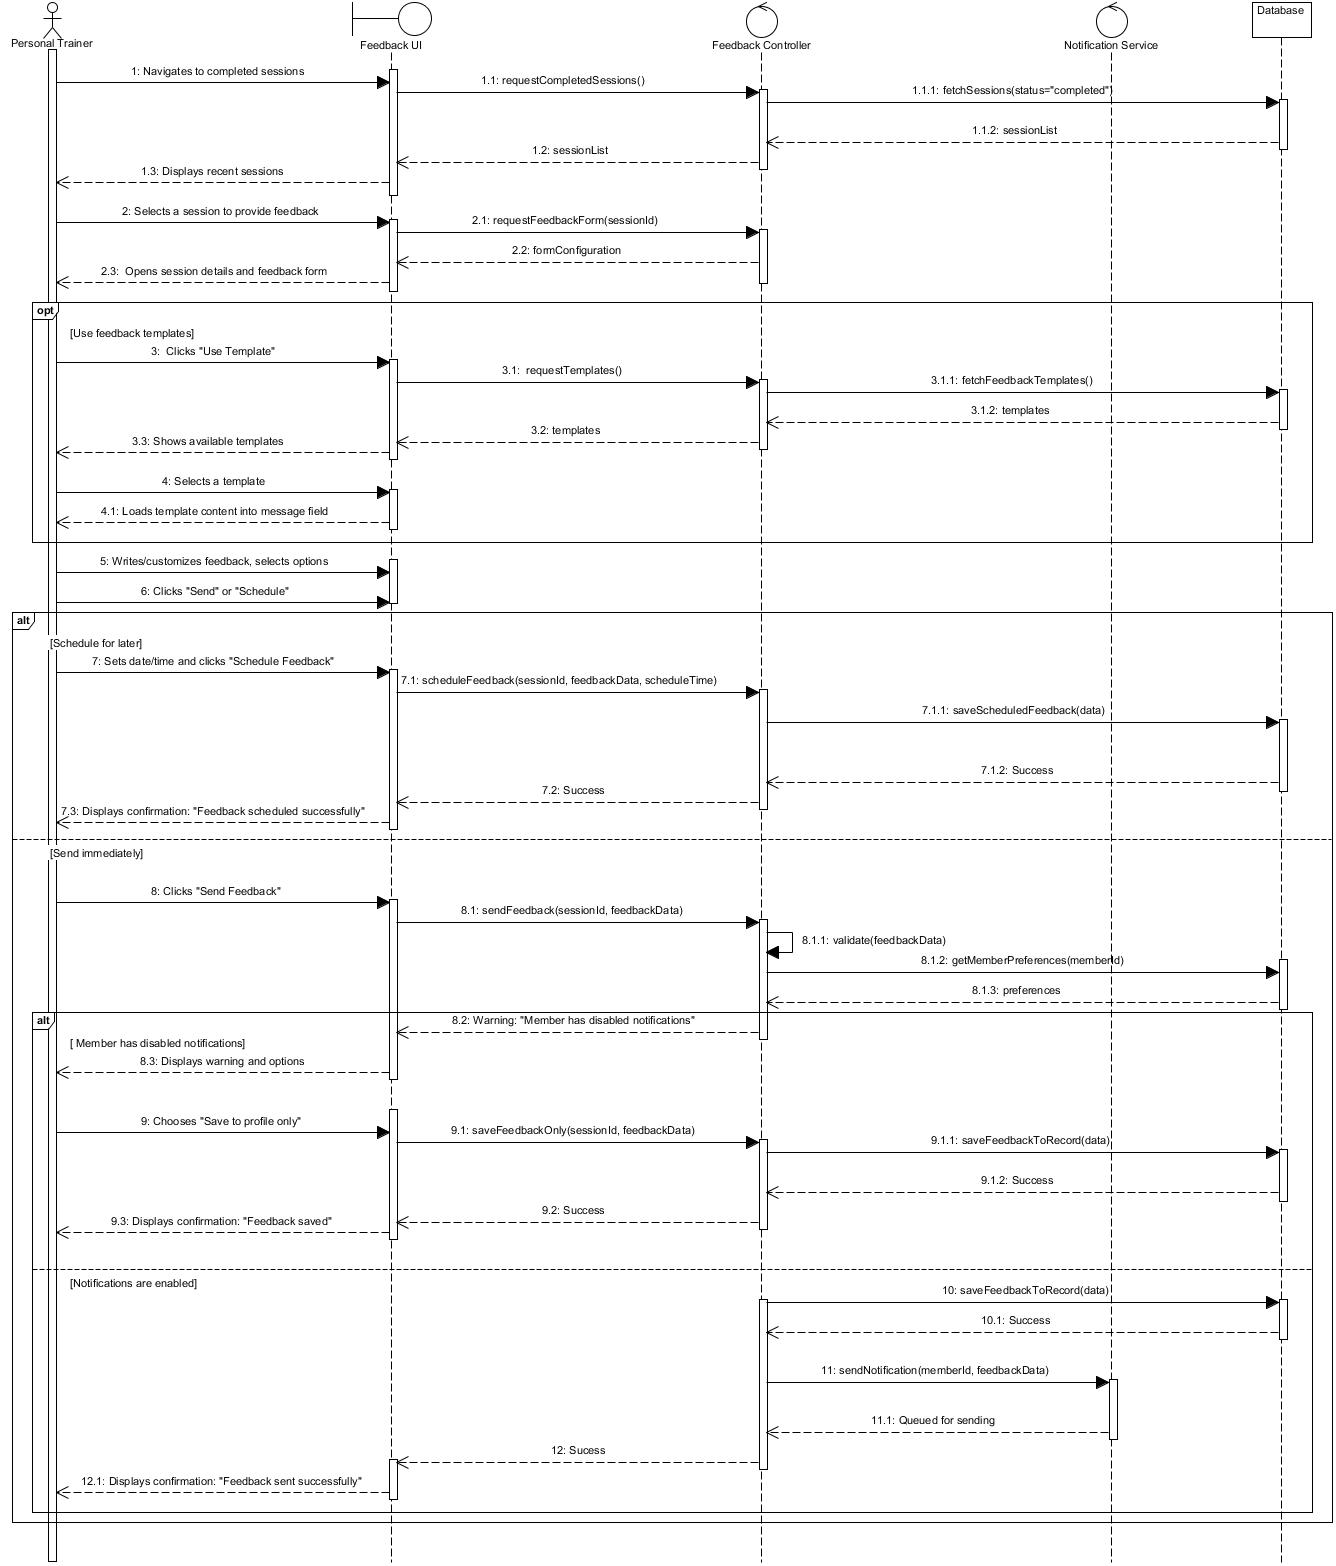 Personal Trainer
Feedback UI
Feedback Controller
Notification Service
Database
1: Navigates to completed sessions
1.1: requestCompletedSessions()
1.1.1: fetchSessions(status="completed")
1.1.2: sessionList
1.2: sessionList
1.3: Displays recent sessions
2: Selects a session to provide feedback
2.1: requestFeedbackForm(sessionId)
2.2: formConfiguration
2.3: Opens session details and feedback form
opt
[Use feedback templates]
3: Clicks "Use Template"
3.1: requestTemplates()
3.1.1: fetchFeedbackTemplates()
3.1.2: templates
3.2: templates
3.3: Shows available templates
4: Selects a template
4.1: Loads template content into message field
5: Writes/customizes feedback, selects options
6: Clicks "Send" or "Schedule"
alt
[Schedule for later]
7: Sets date/time and clicks "Schedule Feedback"
7.1: scheduleFeedback(sessionId, feedbackData, scheduleTime)
7.1.1: saveScheduledFeedback(data)
7.1.2: Success
7.2: Success
7.3: Displays confirmation: "Feedback scheduled successfully"
[Send immediately]
8: Clicks "Send Feedback"
8.1: sendFeedback(sessionId, feedbackData)
8.1.1: validate(feedbackData)
8.1.2: getMemberPreferences(memberId)
8.1.3: preferences
alt
8.2: Warning: "Member has disabled notifications"
[ Member has disabled notifications]
8.3: Displays warning and options
9: Chooses "Save to profile only"
9.1: saveFeedbackOnly(sessionId, feedbackData)
9.1.1: saveFeedbackToRecord(data)
9.1.2: Success
9.2: Success
9.3: Displays confirmation: "Feedback saved"
[Notifications are enabled]
10: saveFeedbackToRecord(data)
10.1: Success
11: sendNotification(memberId, feedbackData)
11.1: Queued for sending
12: Sucess
12.1: Displays confirmation: "Feedback sent successfully"